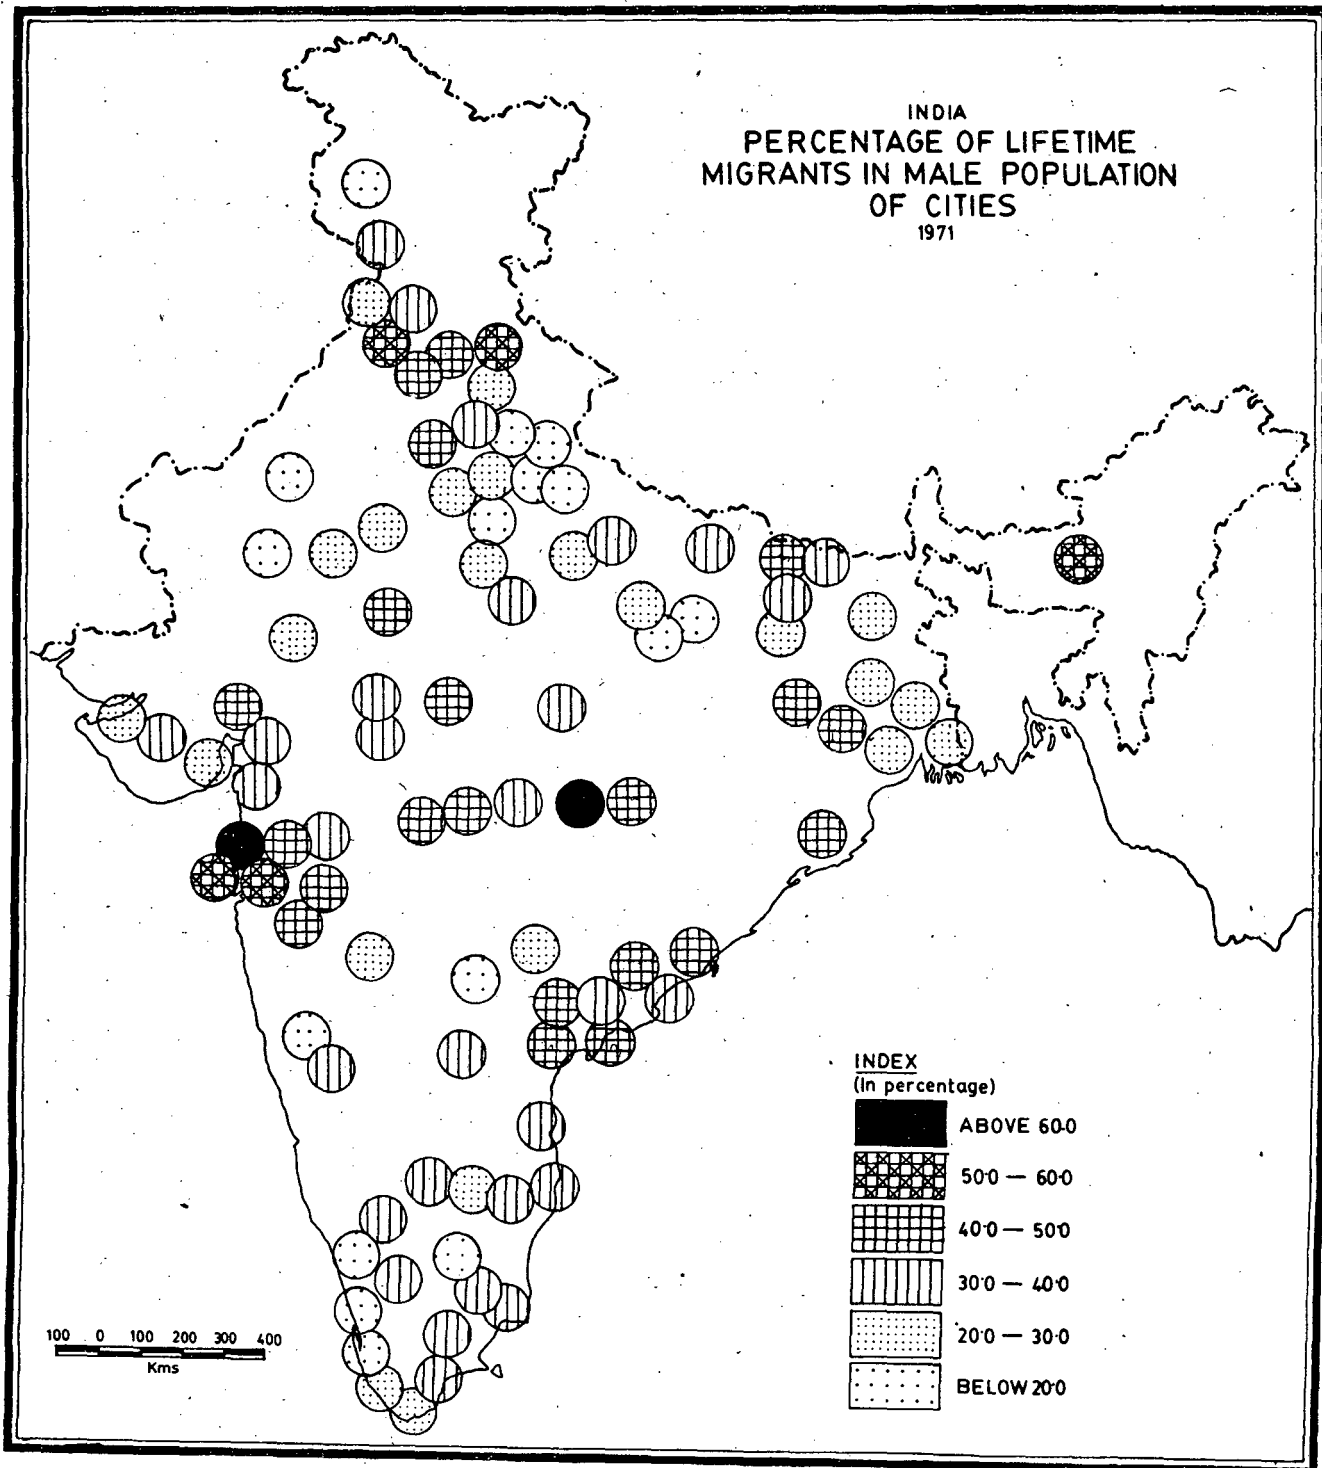 INDIA
PERCENTAGE OF LIFETIME
MIGRANTS IN MALE POPULATION
OF CITIES
1971
INDEX
(In percentage)
ABOVE 60·0
50·0 — 60·0
40·0 — 50·0
30·0 — 40·0
20·0 — 30·0
BELOW 20·0
100 0 100 200 300 400
Kms